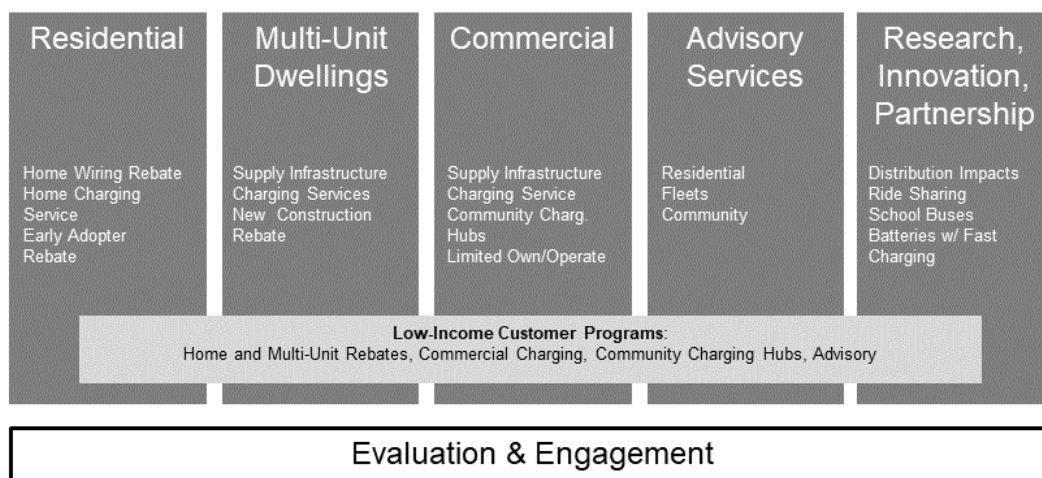 Residential
Home Wiring Rebate
Home Charging
Service
Early Adopter
Rebate
Multi-Unit
Dwellings
Supply Infrastructure
Charging Services
New Construction
Rebate
Commercial
Supply Infrastructure
Charging Service
Community Charg.
Hubs
Limited Own/Operate
Advisory
Services
Residential
Fleets
Community
Research,
Innovation,
Partnership
Distribution Impacts
Ride Sharing
School Buses
Batteries w/ Fast
Charging
Low-Income Customer Programs:
Home and Multi-Unit Rebates, Commercial Charging, Community Charging Hubs, Advisory
Evaluation & Engagement